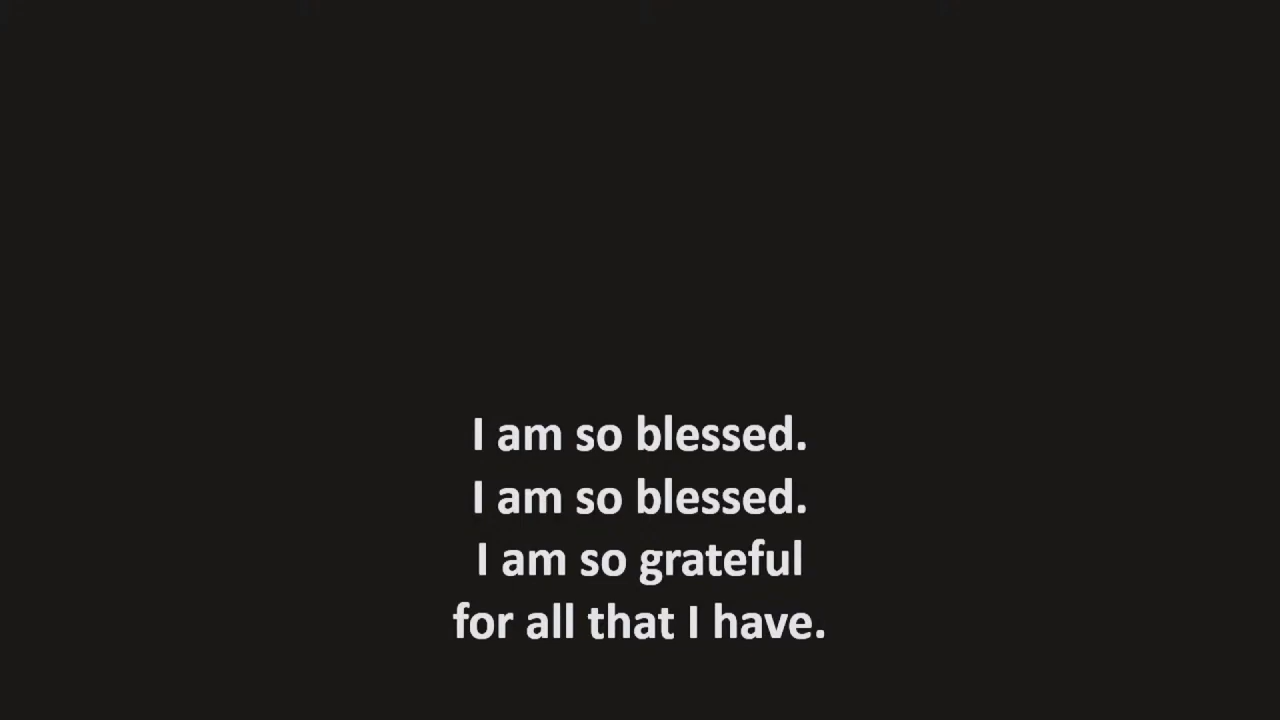 I am so blessed.
I am so blessed.
I am so grateful
for all that I have.